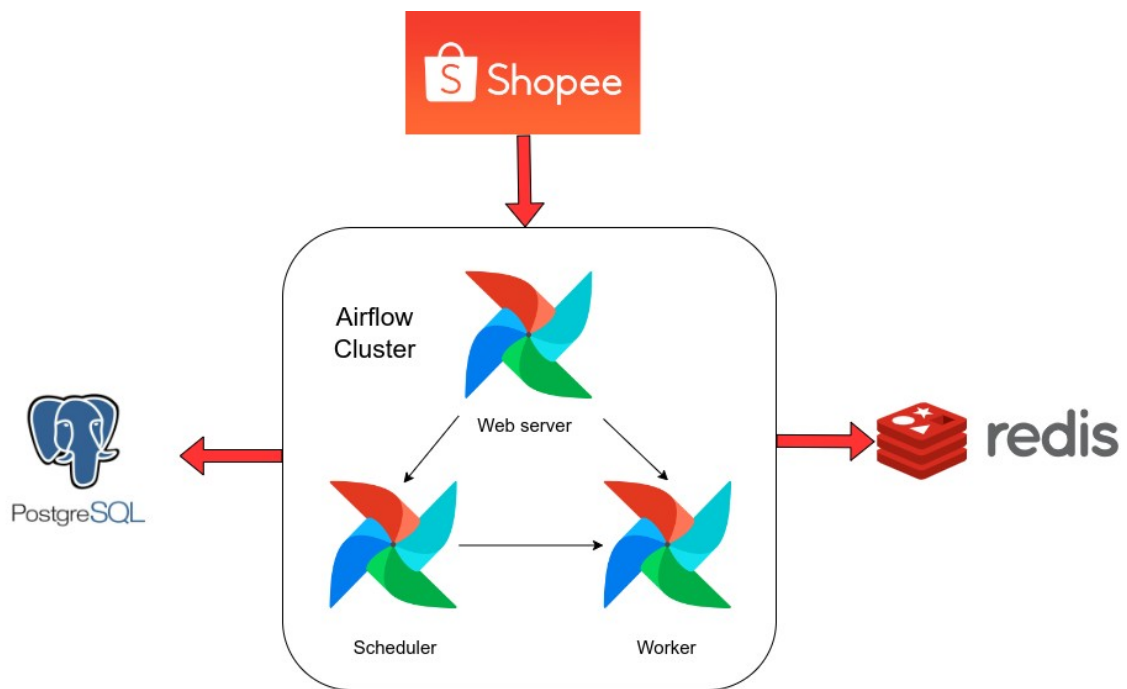 S Shopee
Airflow
Cluster
Web server
redis
PostgreSQL
Scheduler
Worker